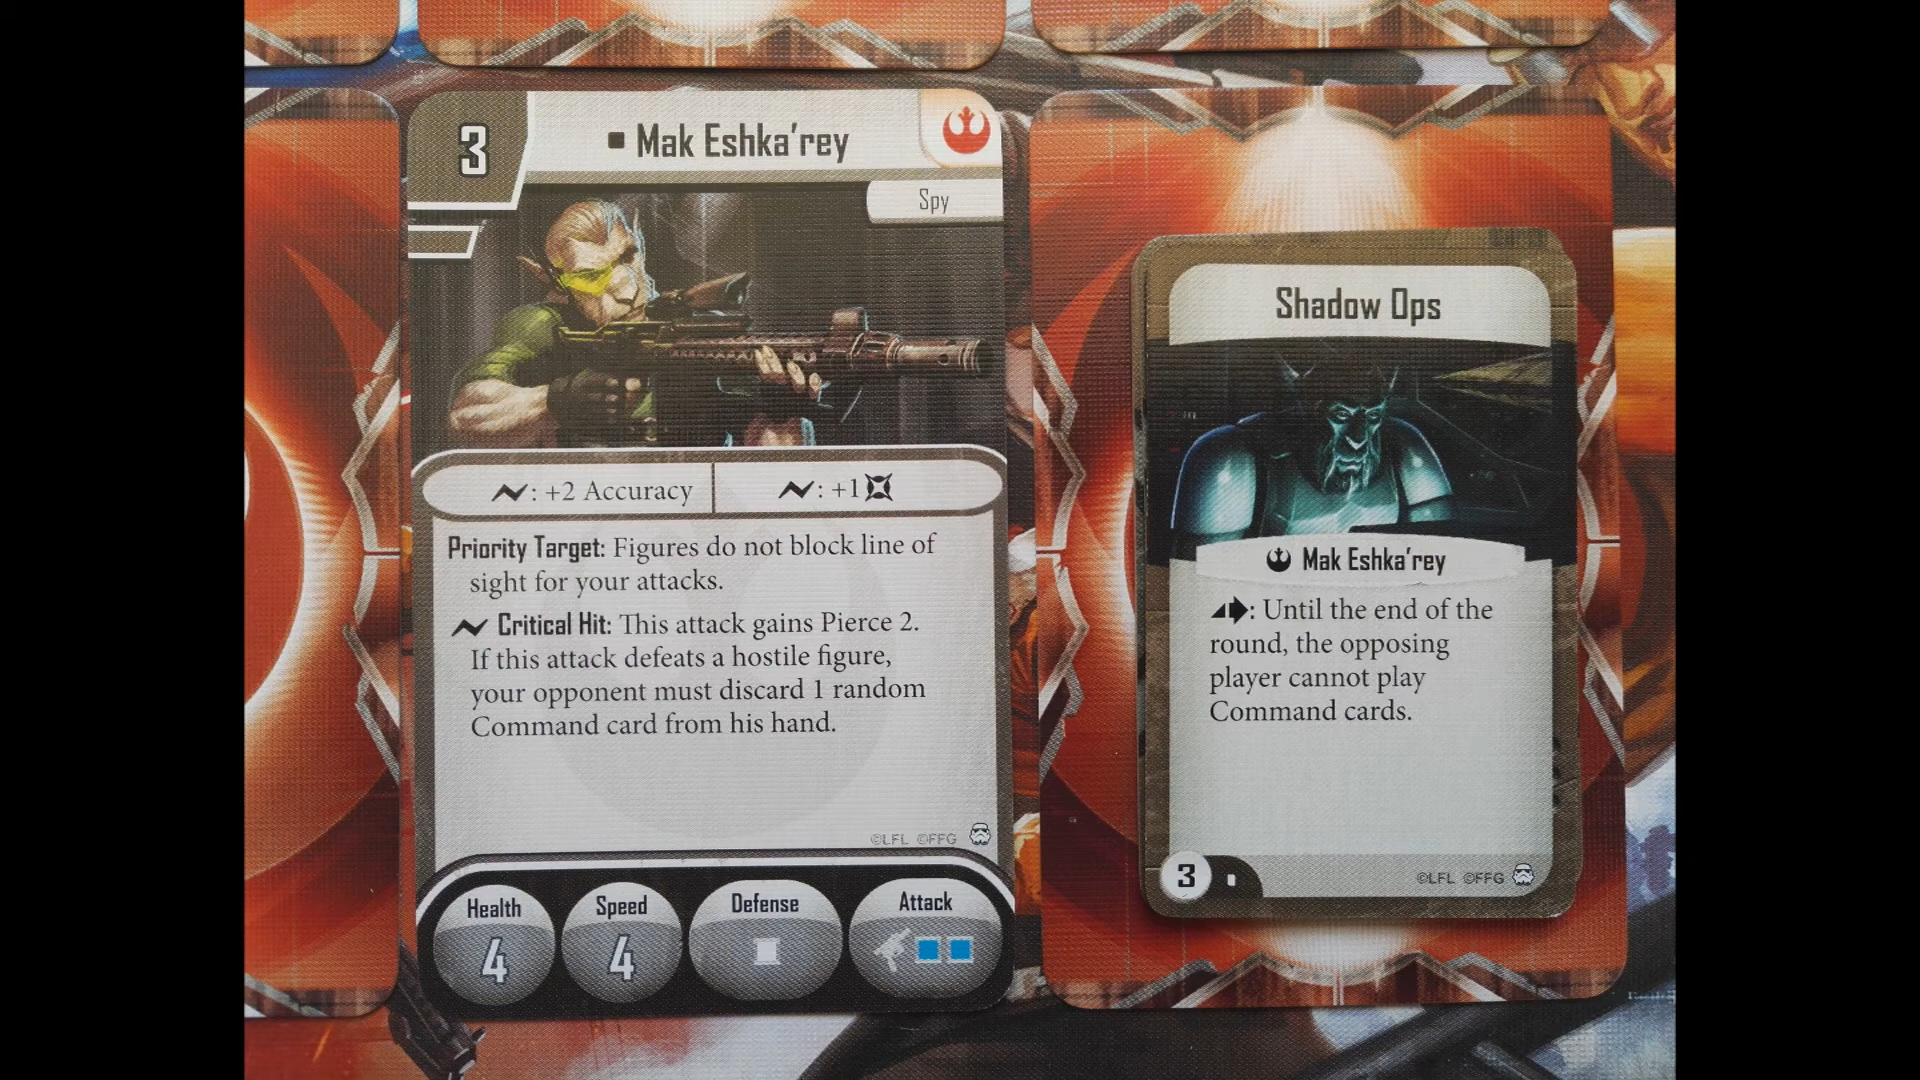 3
Mak Eshka'rey
Spy
: +2 Accuracy
: +1
Priority Target: Figures do not block line of
sight for your attacks.
Critical Hit: This attack gains Pierce 2.
If this attack defeats a hostile figure,
your opponent must discard 1 random
Command card from his hand.
©LFL ©FFG
Health
4
Speed
4
Defense
Attack
Shadow Ops
Mak Eshka'rey
: Until the end of the
round, the opposing
player cannot play
Command cards.
3
©LFL ©FFG